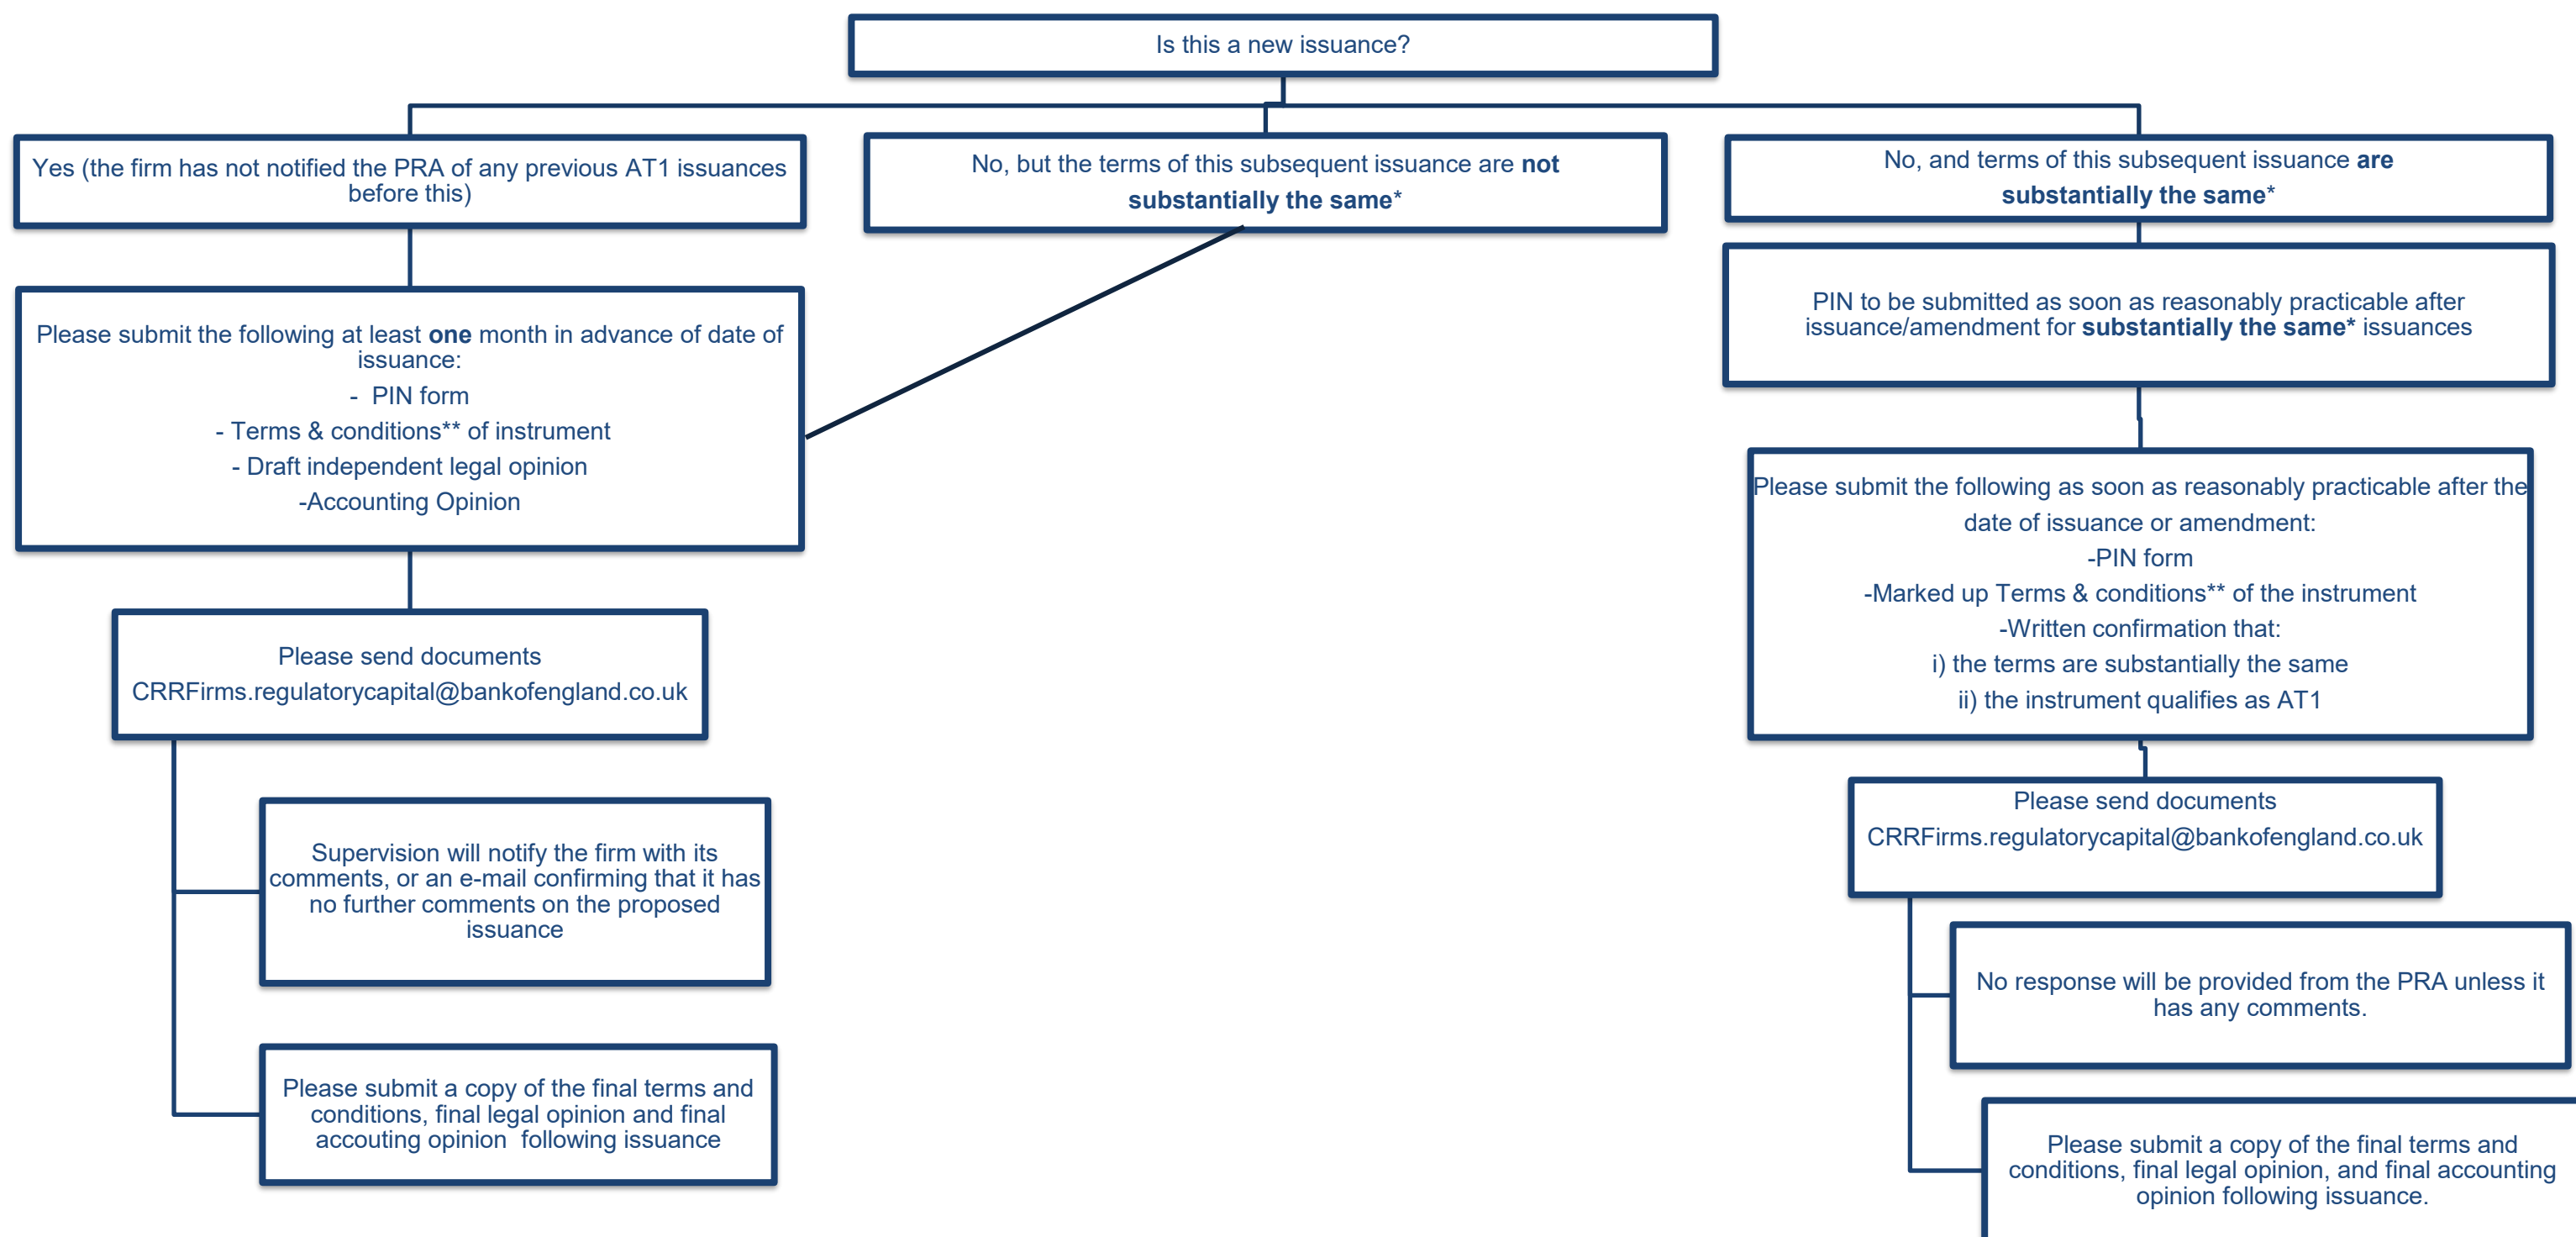 Is this a new issuance?
Yes (the firm has not notified the PRA of any previous AT1 issuances
before this)
No, but the terms of this subsequent issuance are not
substantially the same*
No, and terms of this subsequent issuance are
substantially the same*
Please submit the following at least one month in advance of date of
issuance:
- PIN form
- Terms & conditions** of instrument
- Draft independent legal opinion
-Accounting Opinion
Please send documents
CRRFirms.regulatorycapital@bankofengland.co.uk
Supervision will notify the firm with its
comments, or an e-mail confirming that it has
no further comments on the proposed
issuance
Please submit a copy of the final terms and
conditions, final legal opinion and final
accouting opinion  following issuance
PIN to be submitted as soon as reasonably practicable after
issuance/amendment for substantially the same* issuances
Please submit the following as soon as reasonably practicable after the
date of issuance or amendment:
-PIN form
-Marked up Terms & conditions** of the instrument
-Written confirmation that:
i) the terms are substantially the same
ii) the instrument qualifies as AT1
Please send documents
CRRFirms.regulatorycapital@bankofengland.co.uk
No response will be provided from the PRA unless it
has any comments.
Please submit a copy of the final terms and
conditions, final legal opinion, and final accounting
opinion following issuance.